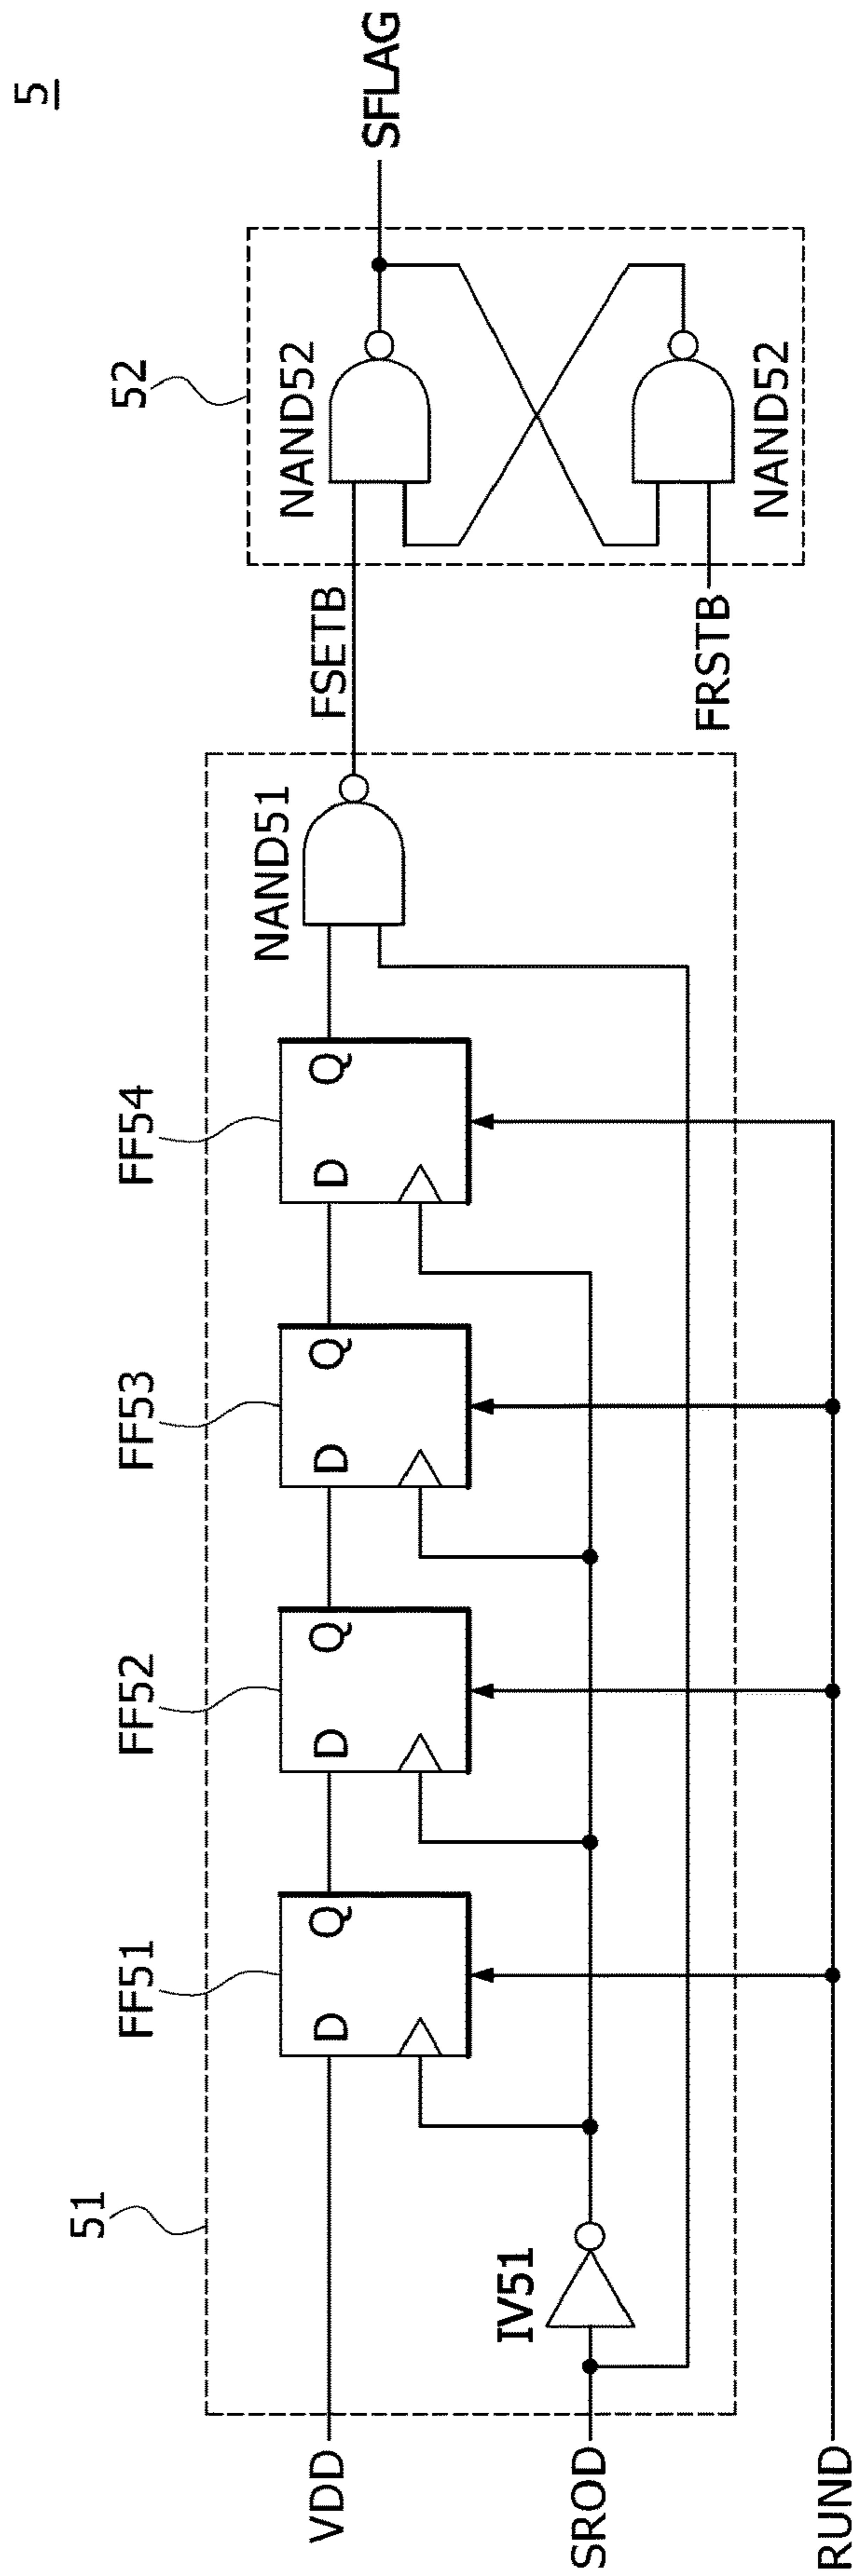 5
51
FF51
FF52
FF53
FF54
52
VDD
D
Q
D
Q
D
Q
D
Q
NAND51
FSETB
NAND52
SFLAG
SROD
IV51
FRSTB
NAND52
RUND